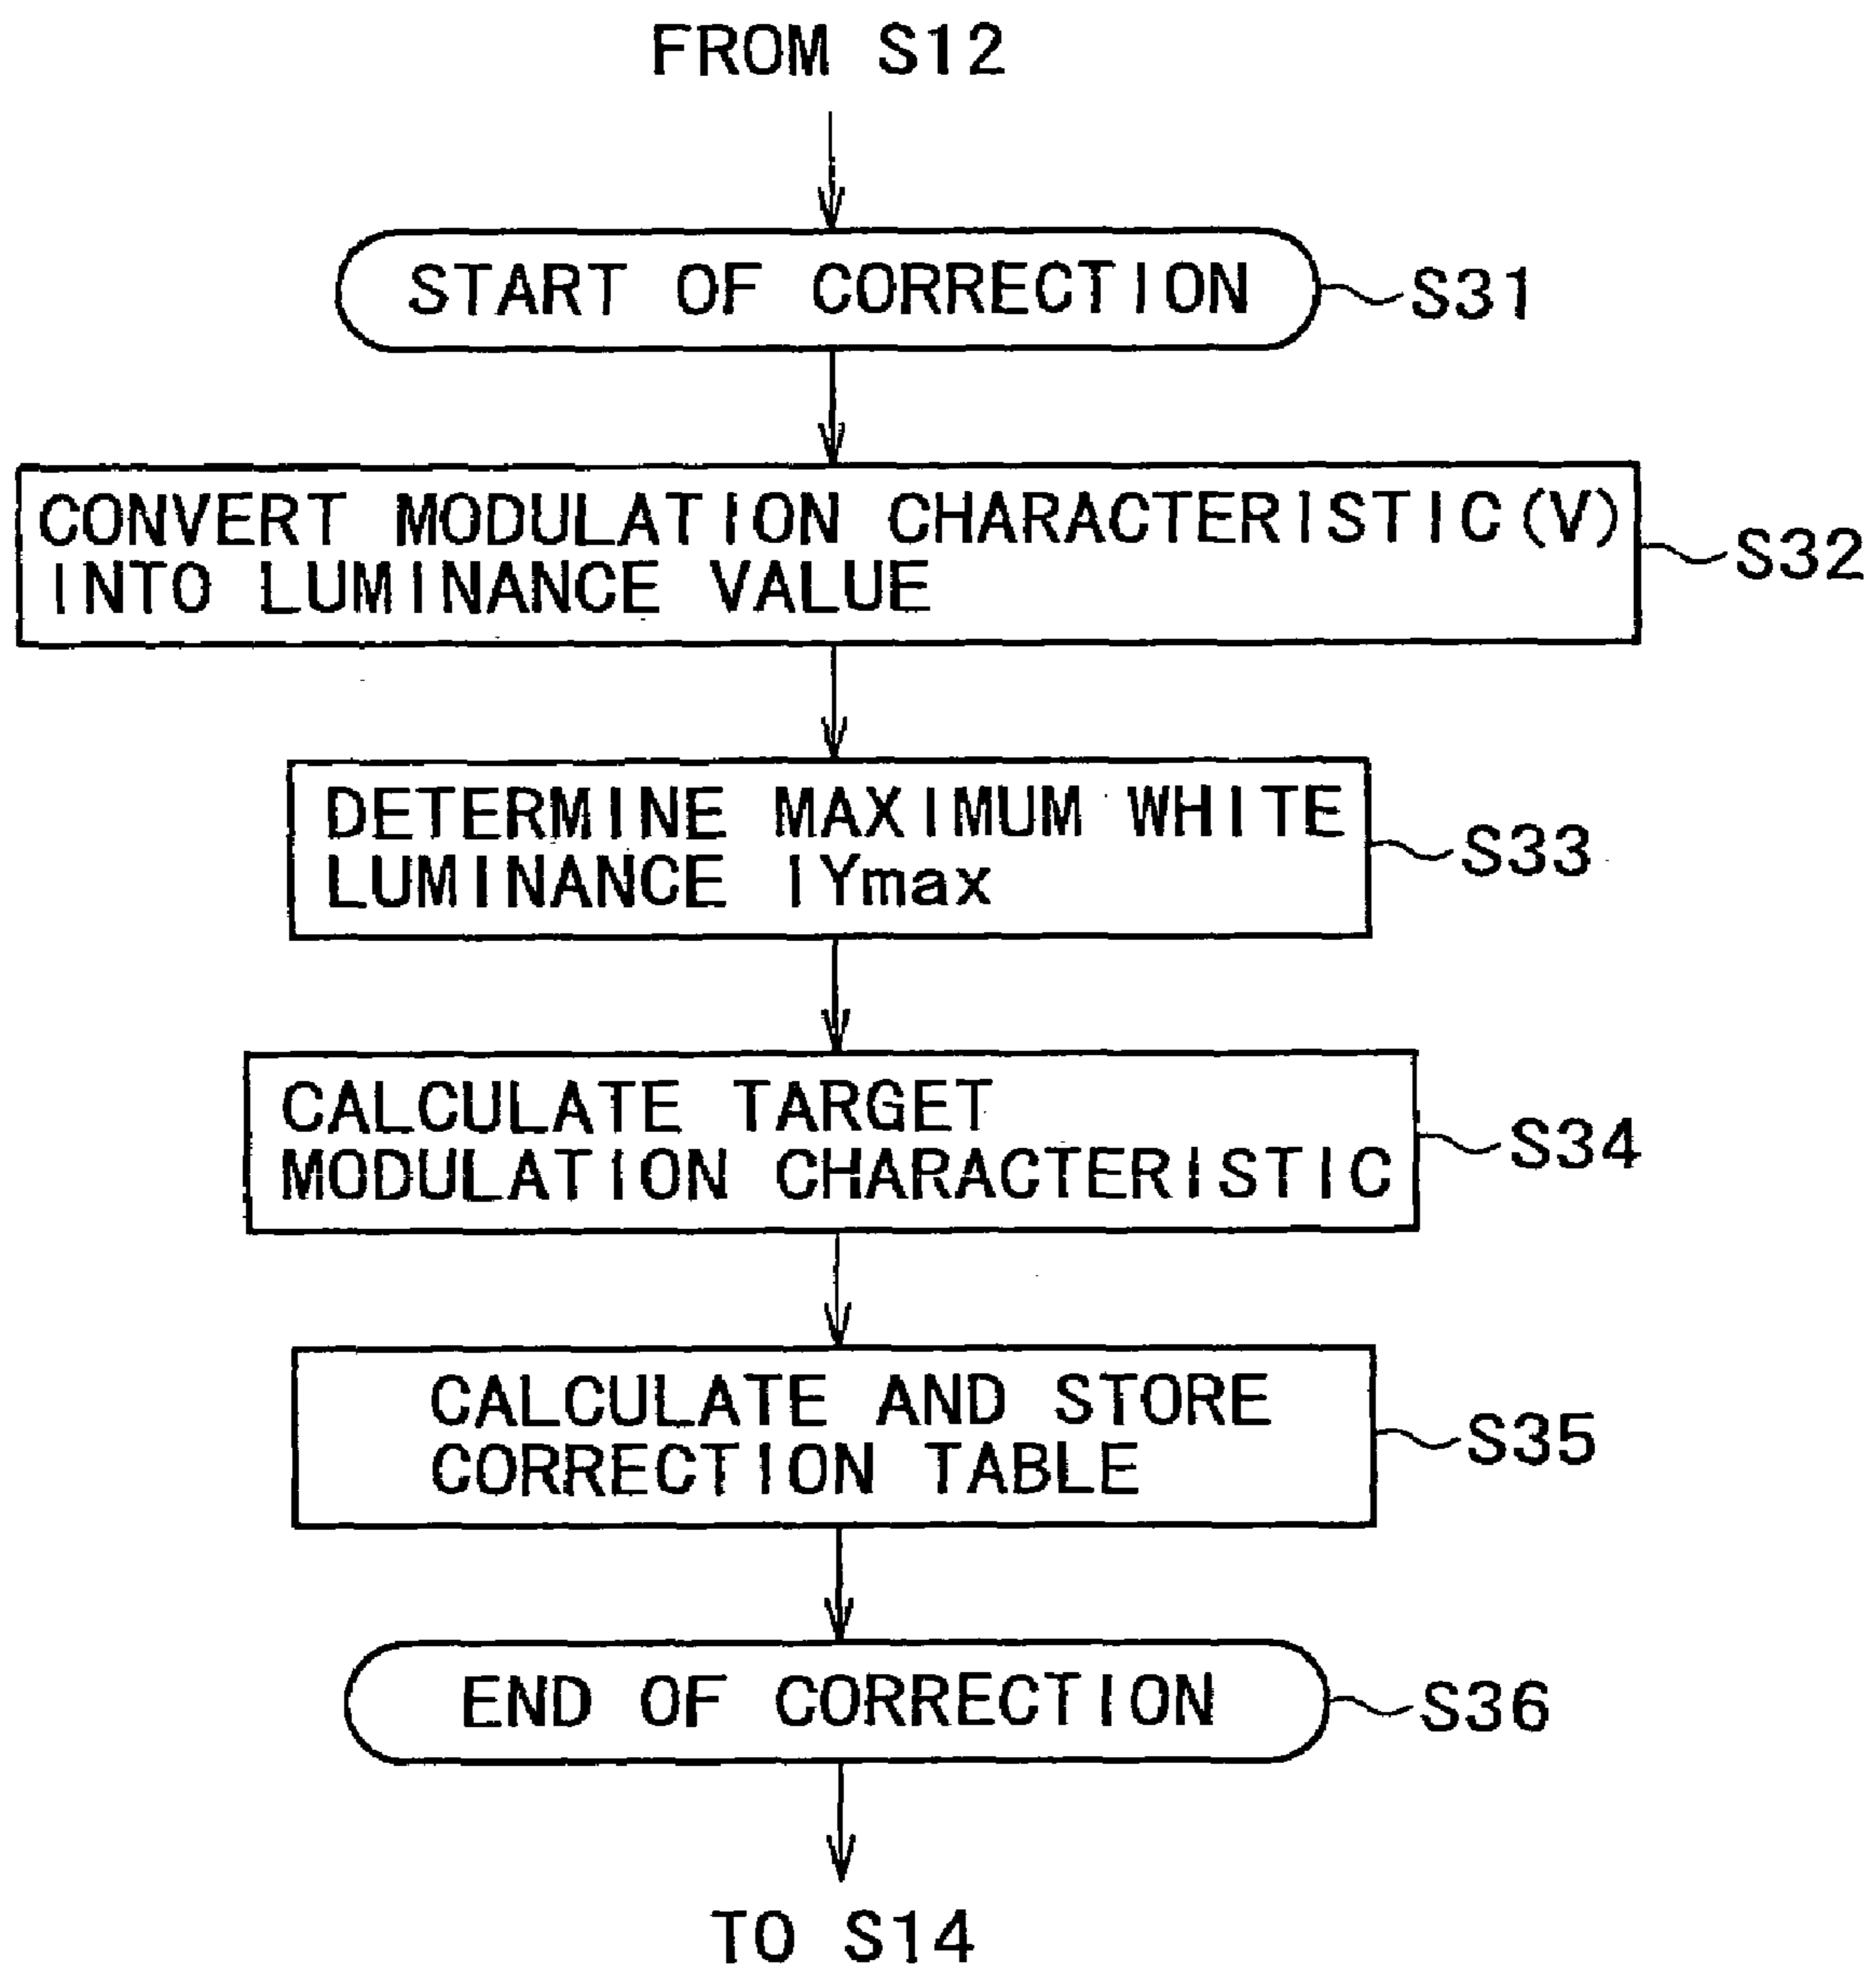 FROM S12
START OF CORRECTION
S31
CONVERT MODULATION CHARACTERISTIC(V)
INTO LUMINANCE VALUE
S32
DETERMINE MAXIMUM WHITE
LUMINANCE IYmax
S33
CALCULATE TARGET
MODULATION CHARACTERISTIC
S34
CALCULATE AND STORE
CORRECTION TABLE
S35
END OF CORRECTION
S36
TO S14